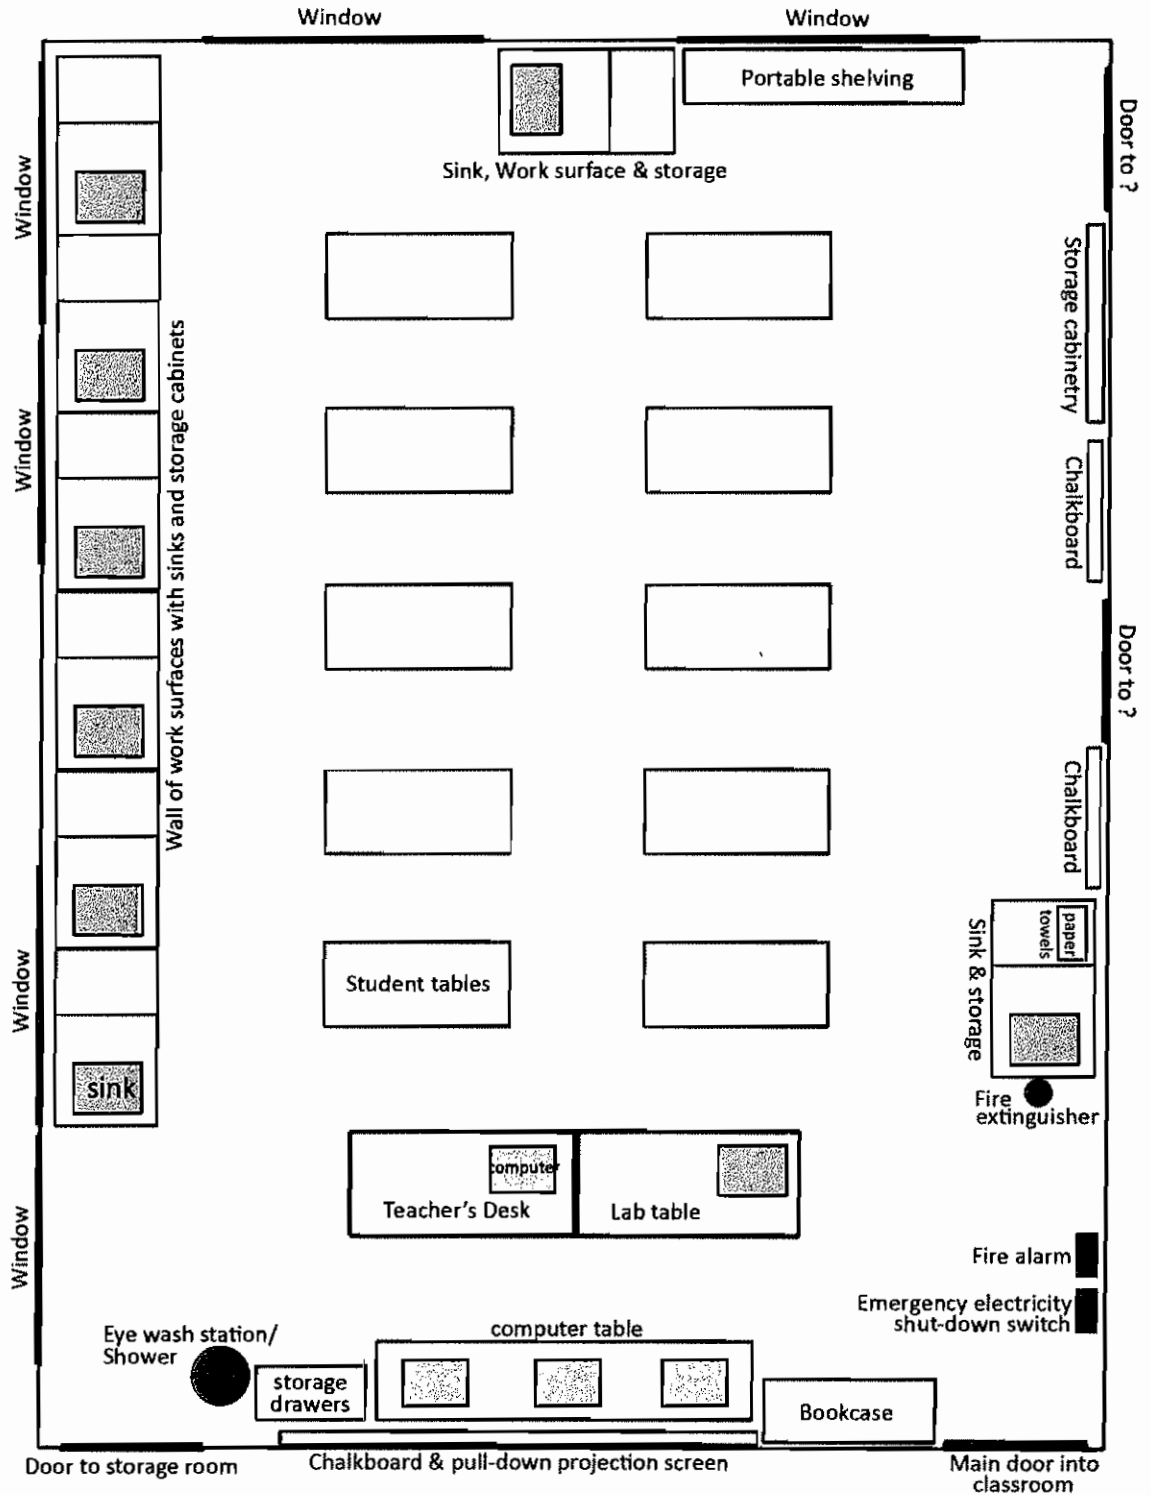 Window
Window
Portable shelving
Door to ?
Sink, Work surface & storage
Window
Storage cabinetry
Wall of work surfaces with sinks and storage cabinets
Window
Chalkboard
Door to ?
Chalkboard
paper
towels
Sink & storage
Window
Student tables
sink
Fire
extinguisher
computer
Teacher's Desk
Lab table
Window
Fire alarm
Emergency electricity
shut-down switch
Eye wash station/
Shower
computer table
storage
drawers
Bookcase
Door to storage room
Chalkboard & pull-down projection screen
Main door into
classroom